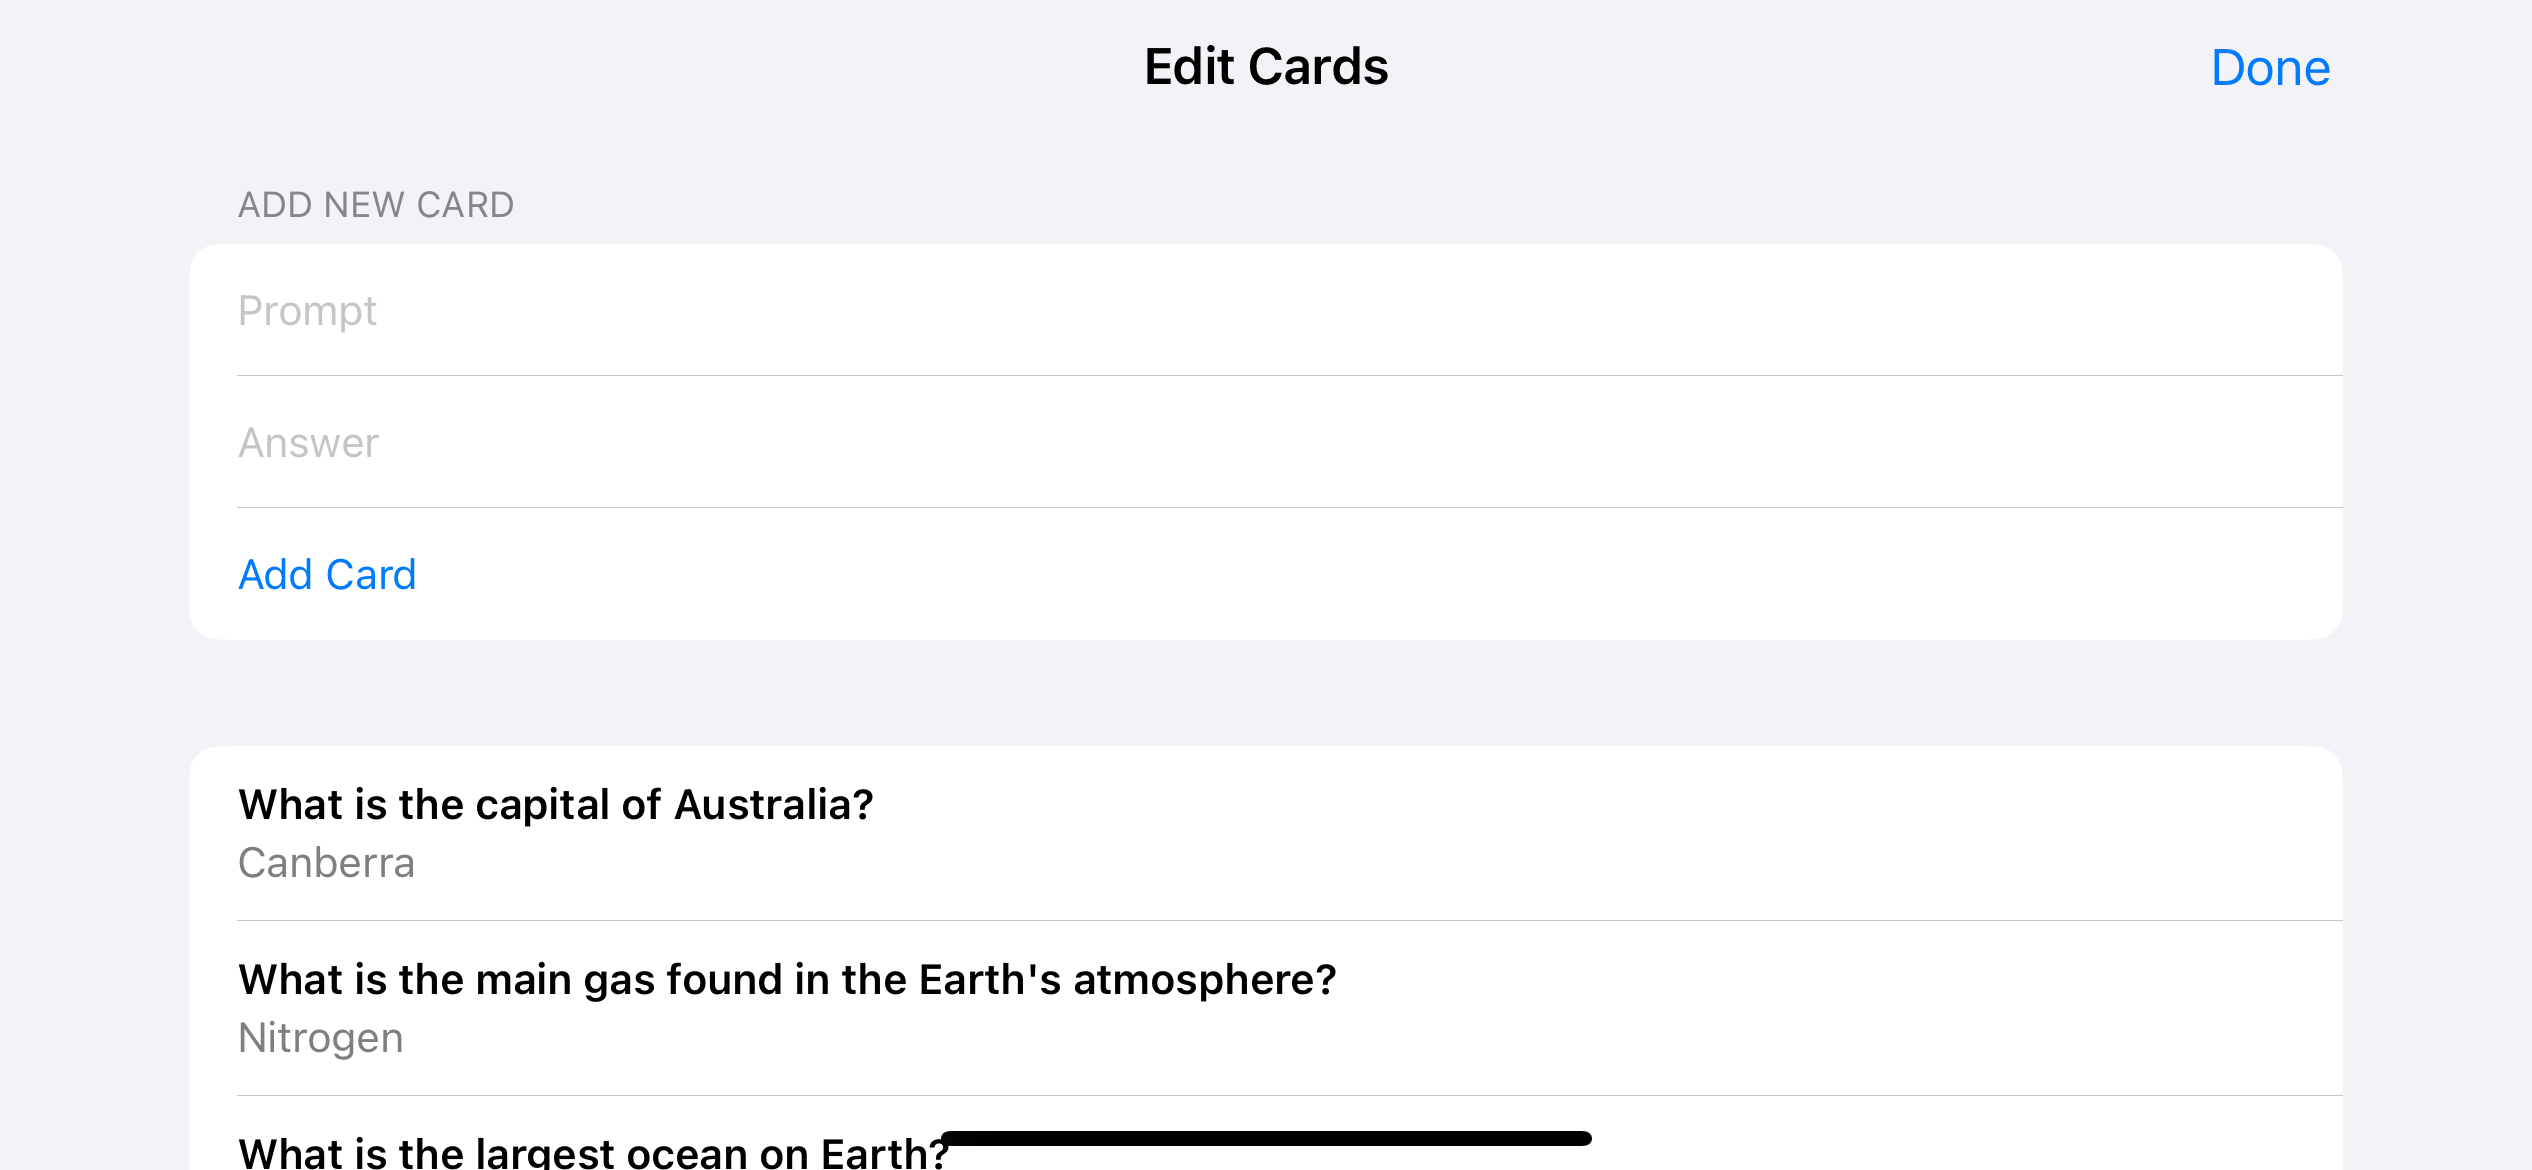 Edit Cards
Done
ADD NEW CARD
Prompt
Answer
Add Card
What is the capital of Australia?
Canberra
What is the main gas found in the Earth's atmosphere?
Nitrogen
What is the largest ocean on Earth?